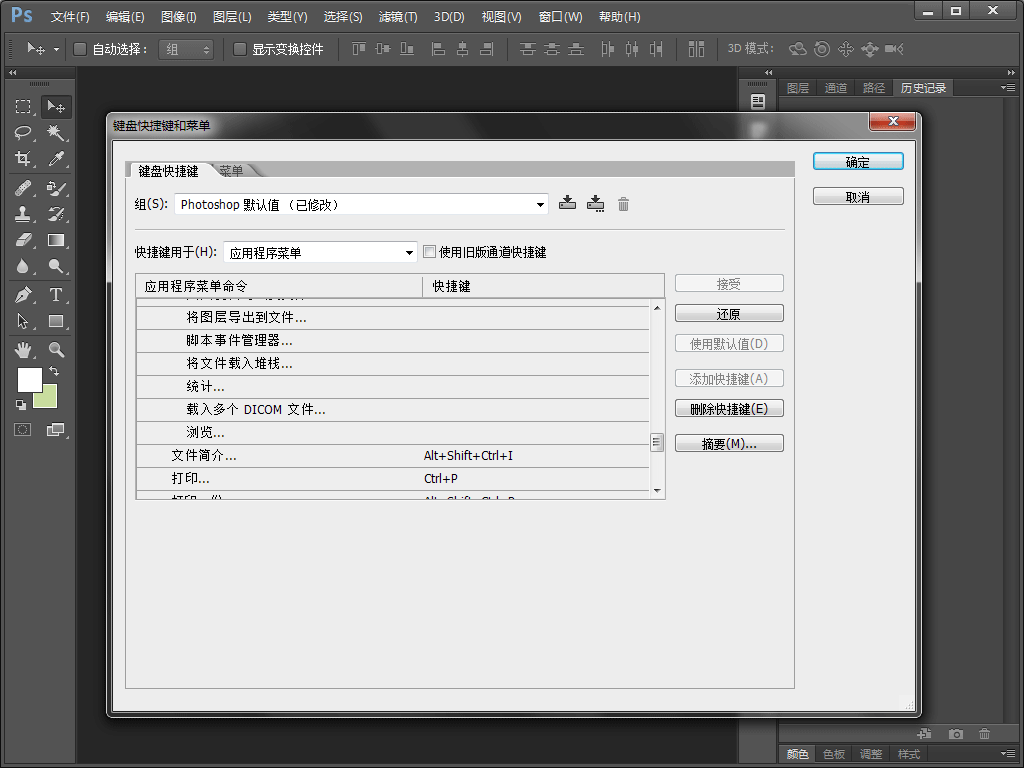 Ps 文件(F) 编辑(E) 图像(I) 图层(L) 类型(Y) 选择(S) 滤镜(T) 3D(D) 视图(V) 窗口(W) 帮助(H)
自动选择： 组 显示变换控件 3D 模式：
图层 通道 路径 历史记录
键盘快捷键和菜单
键盘快捷键 菜单
确定
取消
组(S): Photoshop 默认值 （已修改）
快捷键用于(H): 应用程序菜单 使用旧版通道快捷键
应用程序菜单命令 快捷键
接受
还原
使用默认值(D)
添加快捷键(A)
删除快捷键(E)
摘要(M)...
将图层导出到文件...
脚本事件管理器...
将文件载入堆栈...
统计...
载入多个 DICOM 文件...
浏览...
文件简介... Alt+Shift+Ctrl+I
打印... Ctrl+P
打印一份 Alt+Shift+Ctrl+P
颜色 色板 调整 样式